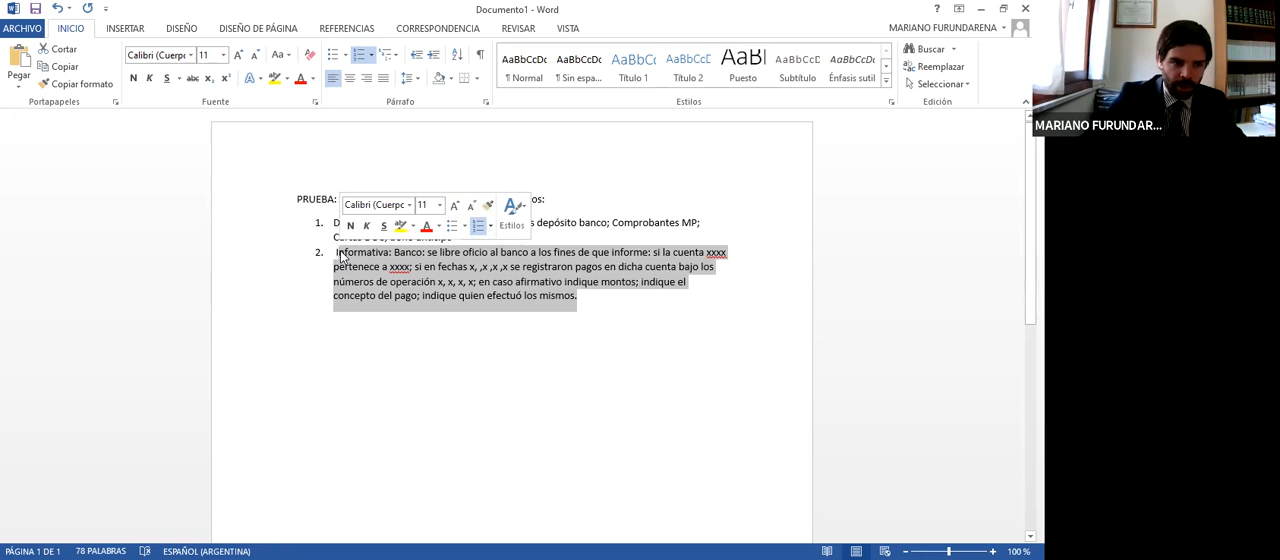 Documento1 - Word
ARCHIVO INICIO INSERTAR DISEÑO DISEÑO DE PÁGINA REFERENCIAS CORRESPONDENCIA REVISAR VISTA MARIANO FURUNDARENA
Pegar
Cortar
Copiar
Copiar formato
Portapapeles
Calibri (Cuerpo 11
Fuente
Párrafo
AaBbCcDc AaBbCcDc AaBbCc AaBbCcD AaBl AaBbCcD AaBbCcDc
¶ Normal ¶ Sin espa... Título 1 Título 2 Puesto Subtítulo Énfasis sutil
Estilos
Buscar
Reemplazar
Seleccionar
Edición
MARIANO FURUNDAR...
PRUEBA: os:
Calibri (Cuerpc 11
N K Estilos
1. D s depósito banco; Comprobantes MP;
2. Informativa: Banco: se libre oficio al banco a los fines de que informe: si la cuenta xxxx
pertenece a xxxx; si en fechas x, ,x ,x ,x se registraron pagos en dicha cuenta bajo los
números de operación x, x, x, x; en caso afirmativo indique montos; indique el
concepto del pago; indique quien efectuó los mismos.
PÁGINA 1 DE 1 78 PALABRAS ESPAÑOL (ARGENTINA) 100 %